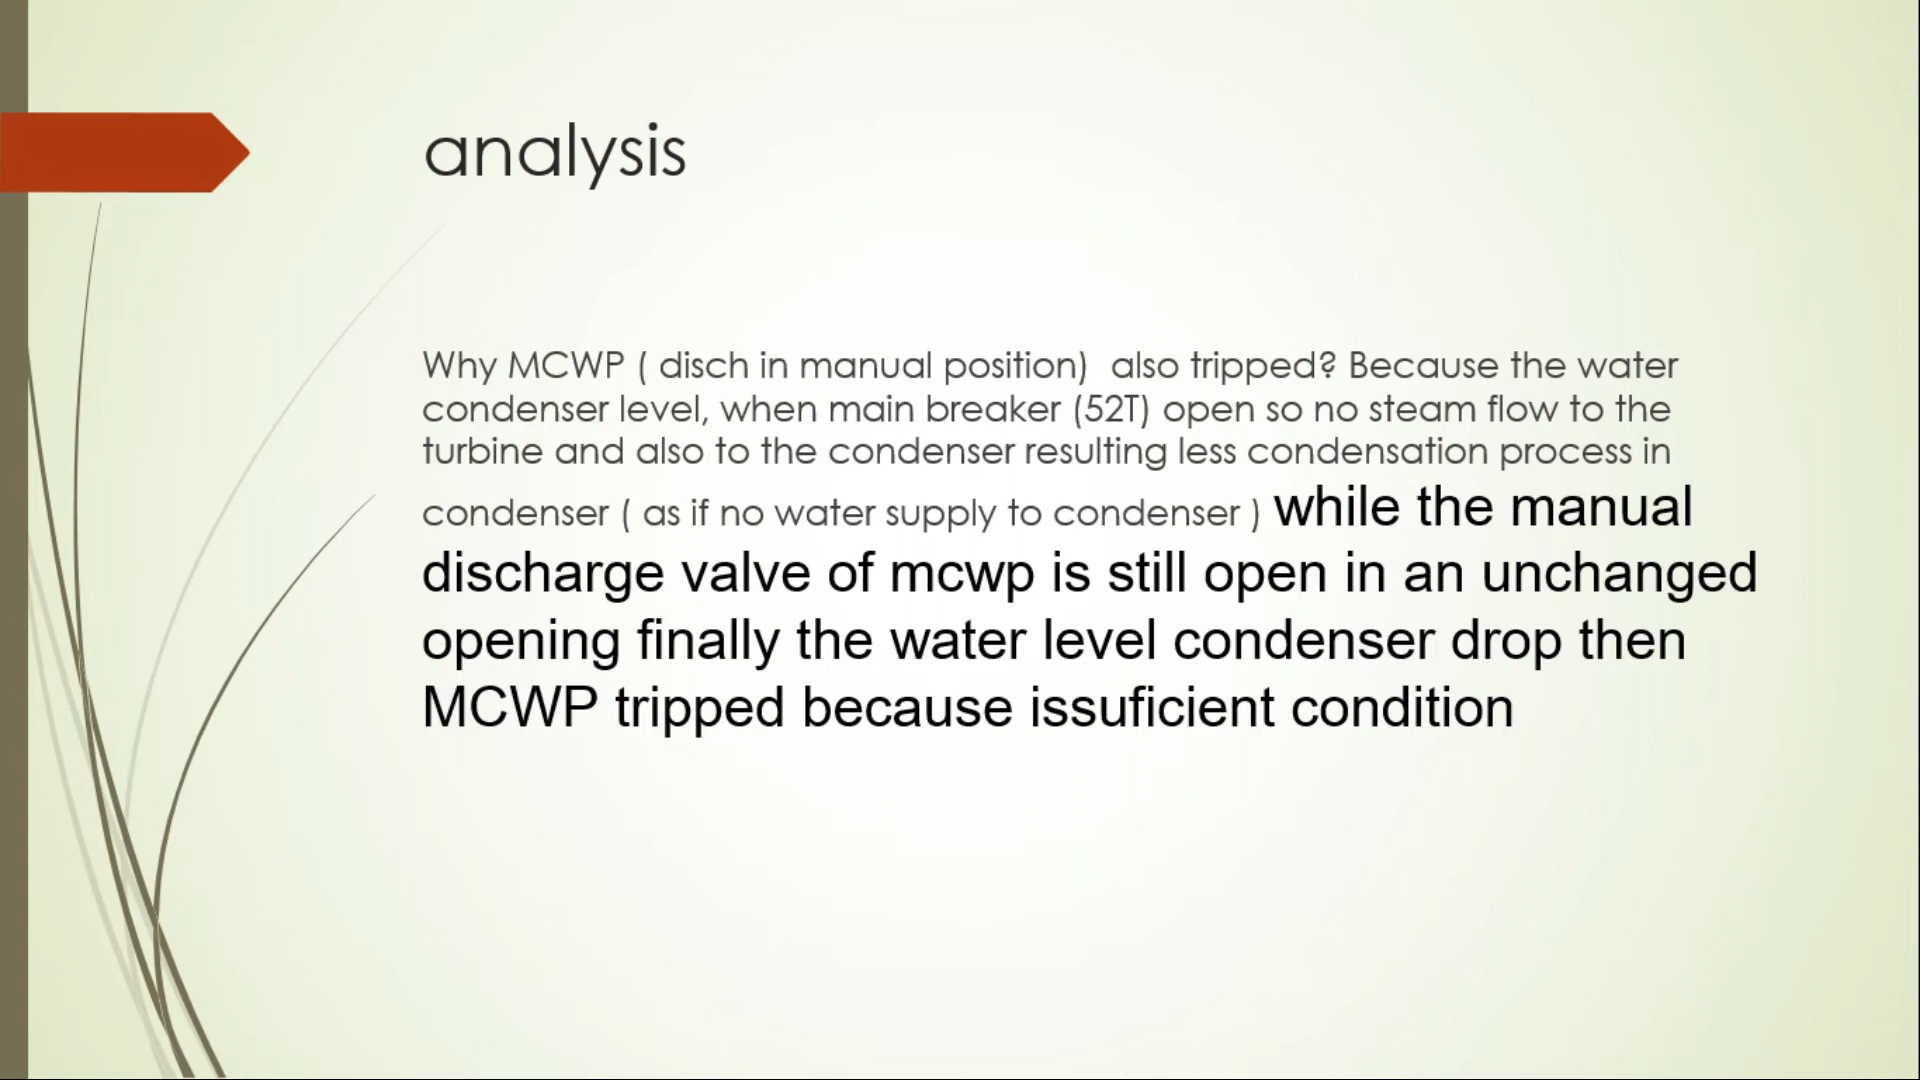 analysis
Why MCWP ( disch in manual position)  also tripped? Because the water
condenser level, when main breaker (52T) open so no steam flow to the
turbine and also to the condenser resulting less condensation process in
condenser ( as if no water supply to condenser ) while the manual
discharge valve of mcwp is still open in an unchanged
opening finally the water level condenser drop then
MCWP tripped because issuficient condition